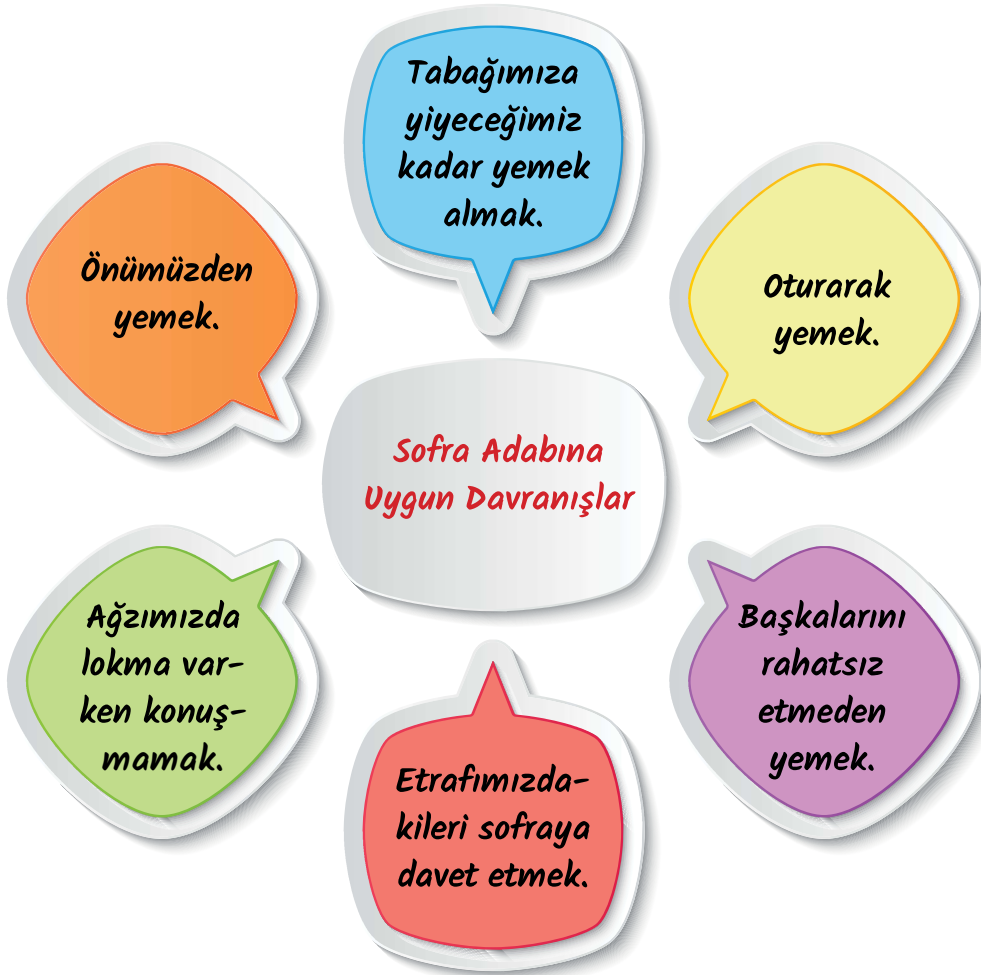 Tabağımıza
yiyeceğimiz
kadar yemek
almak.
Önümüzden
yemek.
Oturarak
yemek.
Sofra Adabına
Uygun Davranışlar
Ağzımızda
lokma var-
ken konuş-
mamak.
Başkalarını
rahatsız
etmeden
yemek.
Etrafımızda-
kileri sofraya
davet etmek.